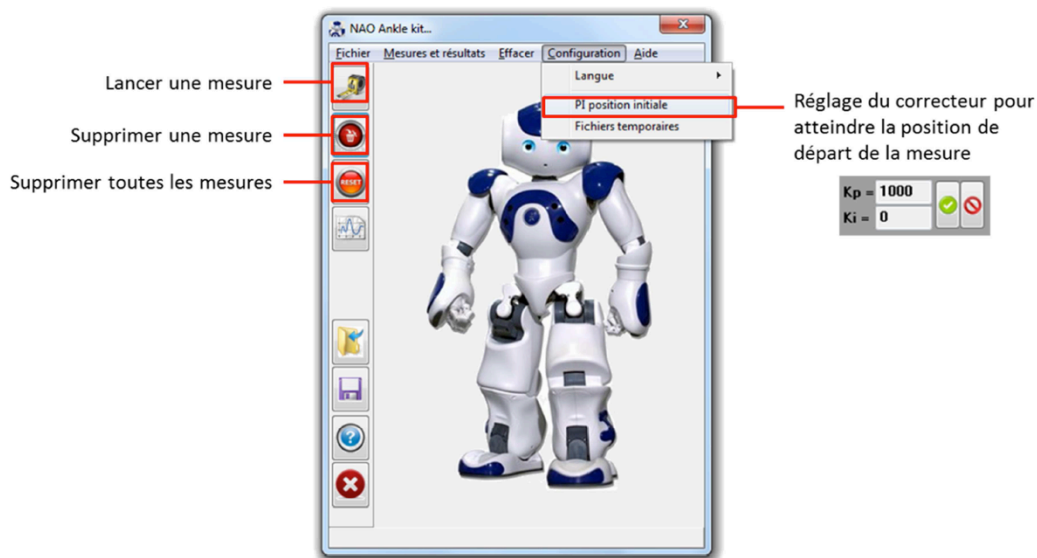 NAO Ankle kit...
Fichier Mesures et résultats Effacer Configuration Aide
Langue
PI position initiale
Fichiers temporaires
Lancer une mesure
Supprimer une mesure
Supprimer toutes les mesures
RESET
Réglage du correcteur pour
atteindre la position de
départ de la mesure
Kp = 1000
Ki = 0